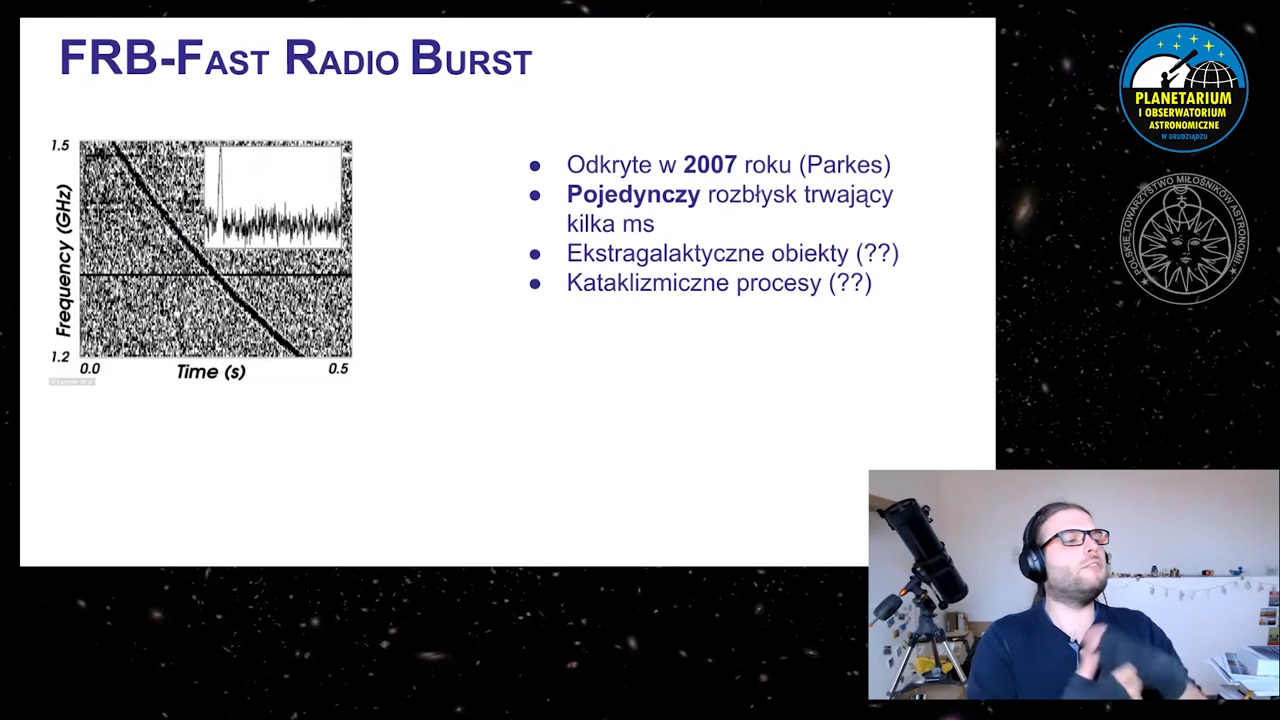 FRB-FAST RADIO BURST
1.5
Frequency (GHz)
1.2
0.0
Time (s)
0.5
● Odkryte w 2007 roku (Parkes)
● Pojedynczy rozbłysk trwający
kilka ms
● Ekstragalaktyczne obiekty (??)
● Kataklizmiczne procesy (??)
PLANETARIUM
I OBSERWATORIUM
ASTRONOMICZNE
W GRUDZIĄDZU
POLSKIE TOWARZYSTWO MIŁOŚNIKÓW ASTRONOMII